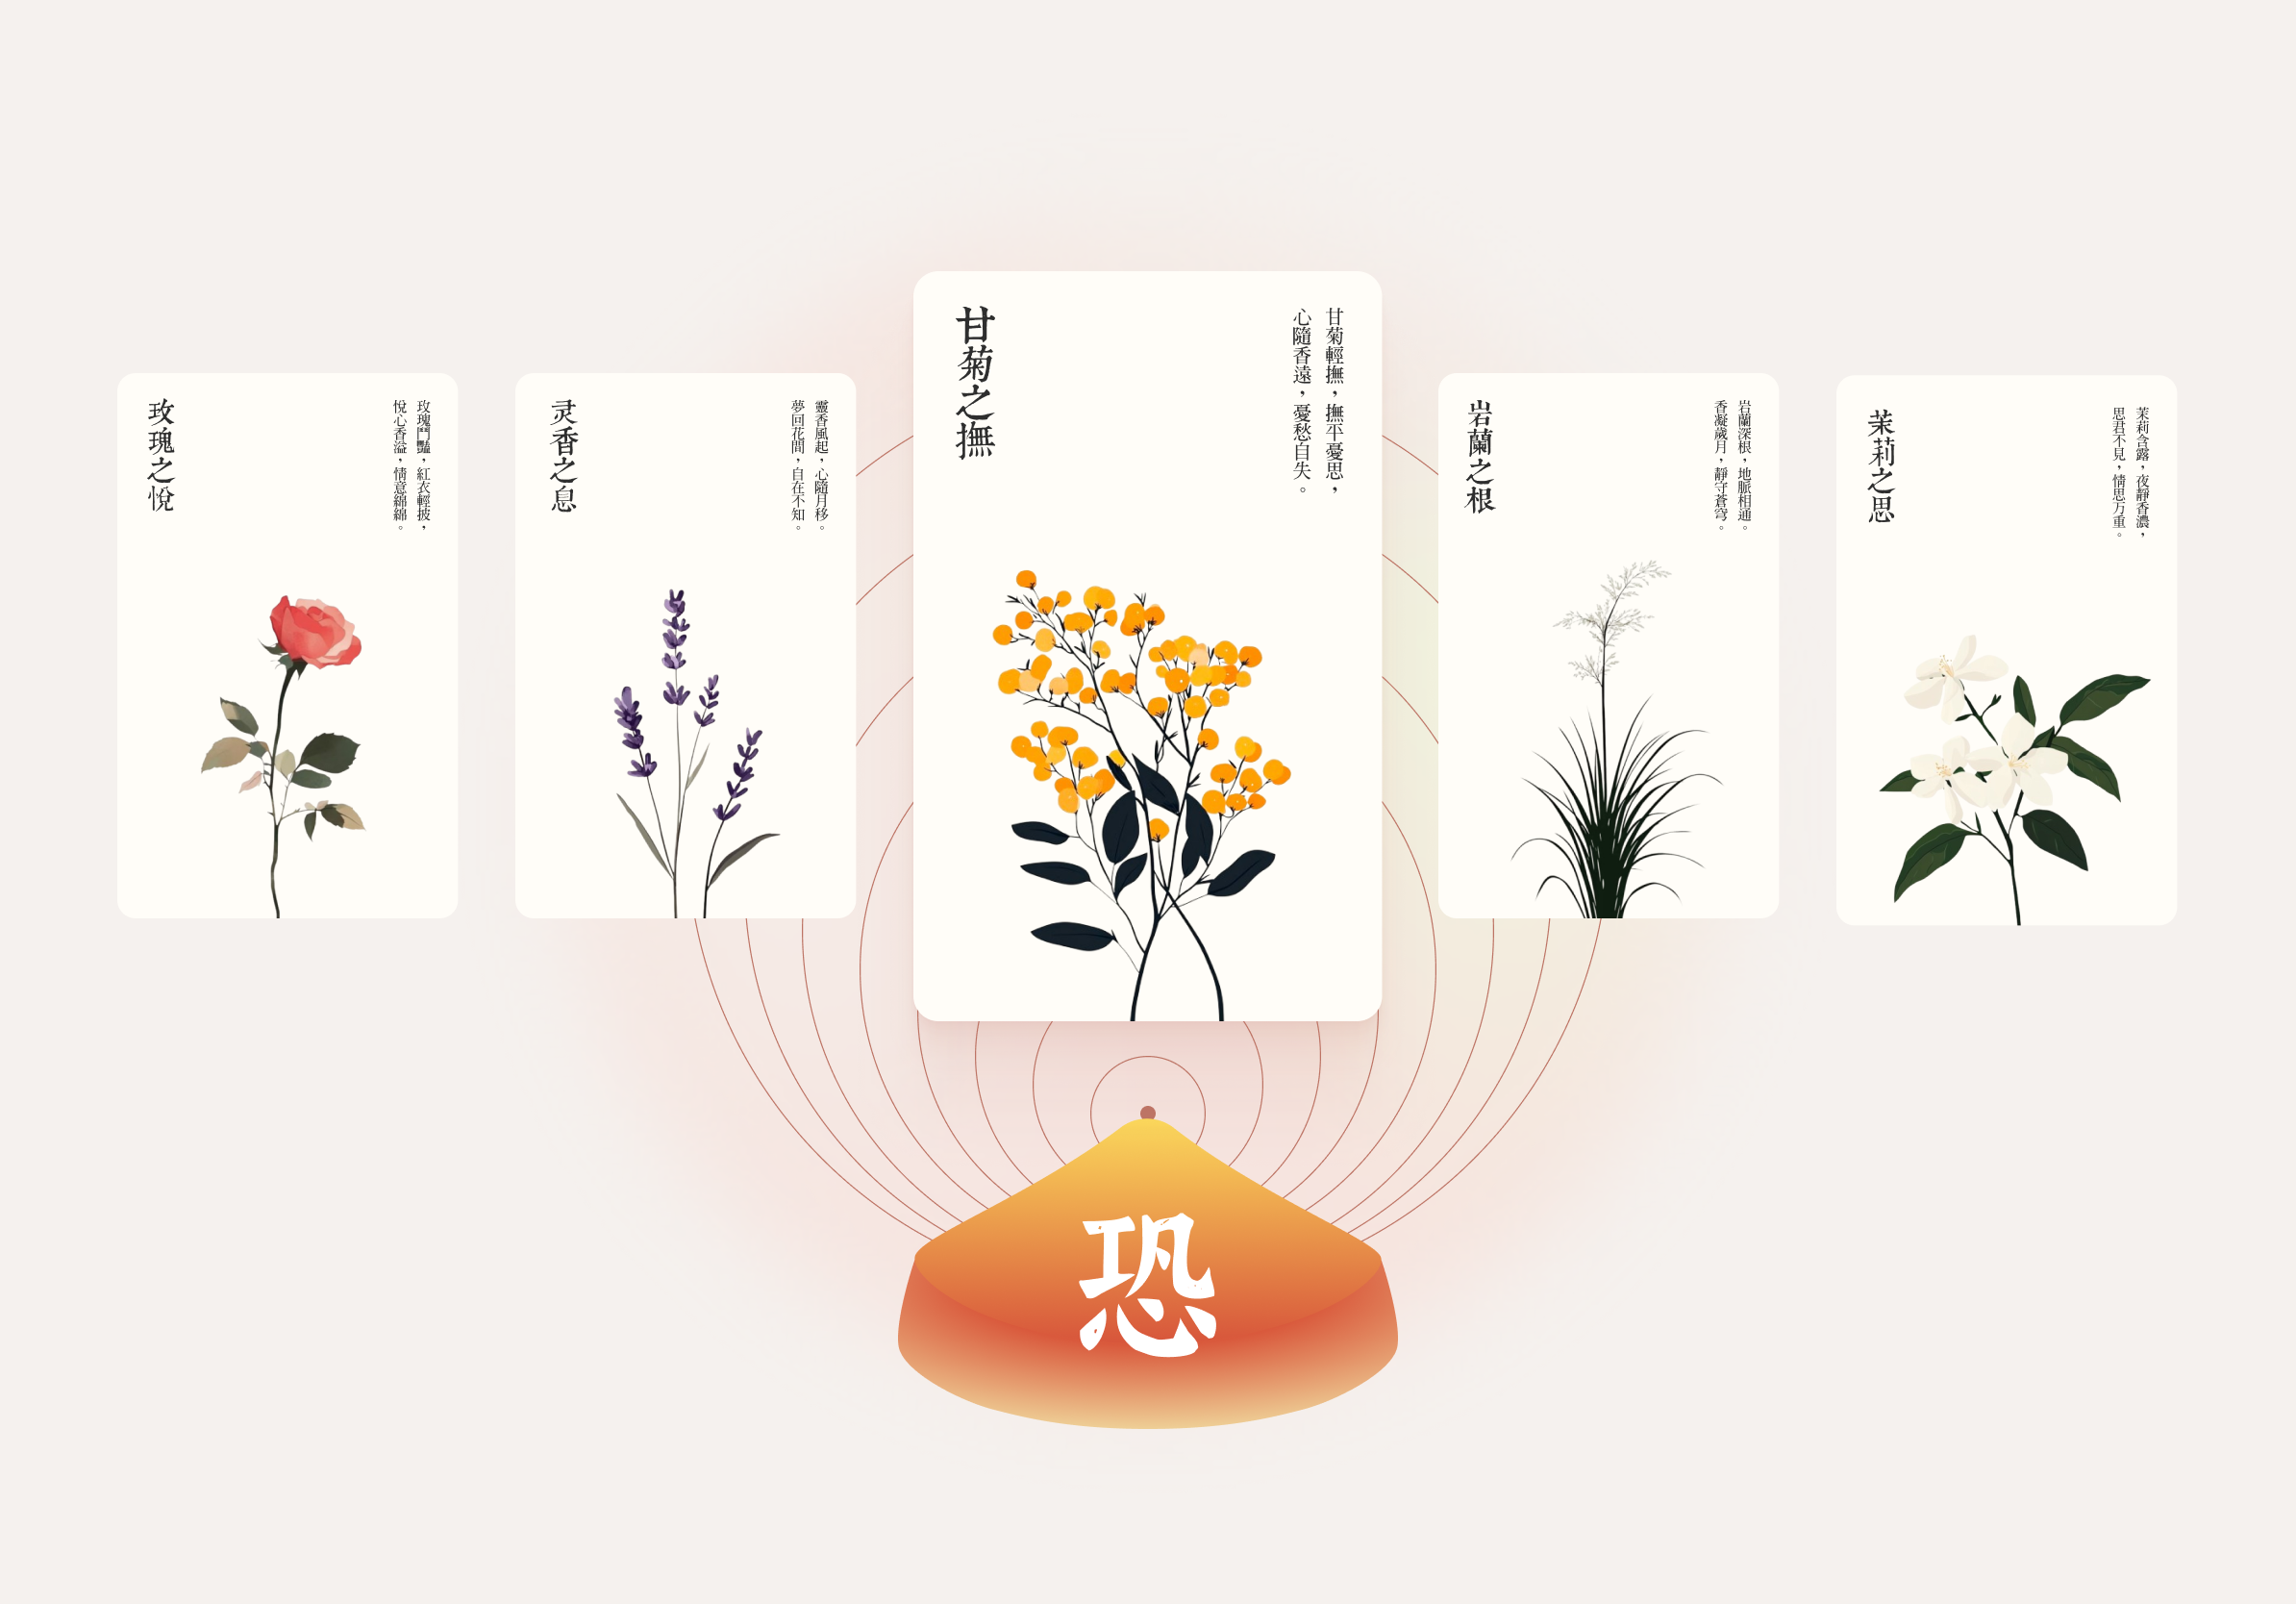 玫瑰之悅
玫瑰鬥豔，紅衣輕披，
悅心香溢，情意綿綿。
灵香之息
靈香風起，心隨月移。
夢回花間，自在不知。
甘菊之撫
甘菊輕撫，撫平憂思，
心隨香遠，憂愁自失。
岩蘭之根
岩蘭深根，地脈相通。
香凝歲月，靜守蒼穹。
茉莉之思
茉莉含露，夜靜香濃，
思君不見，情思万重。
恐